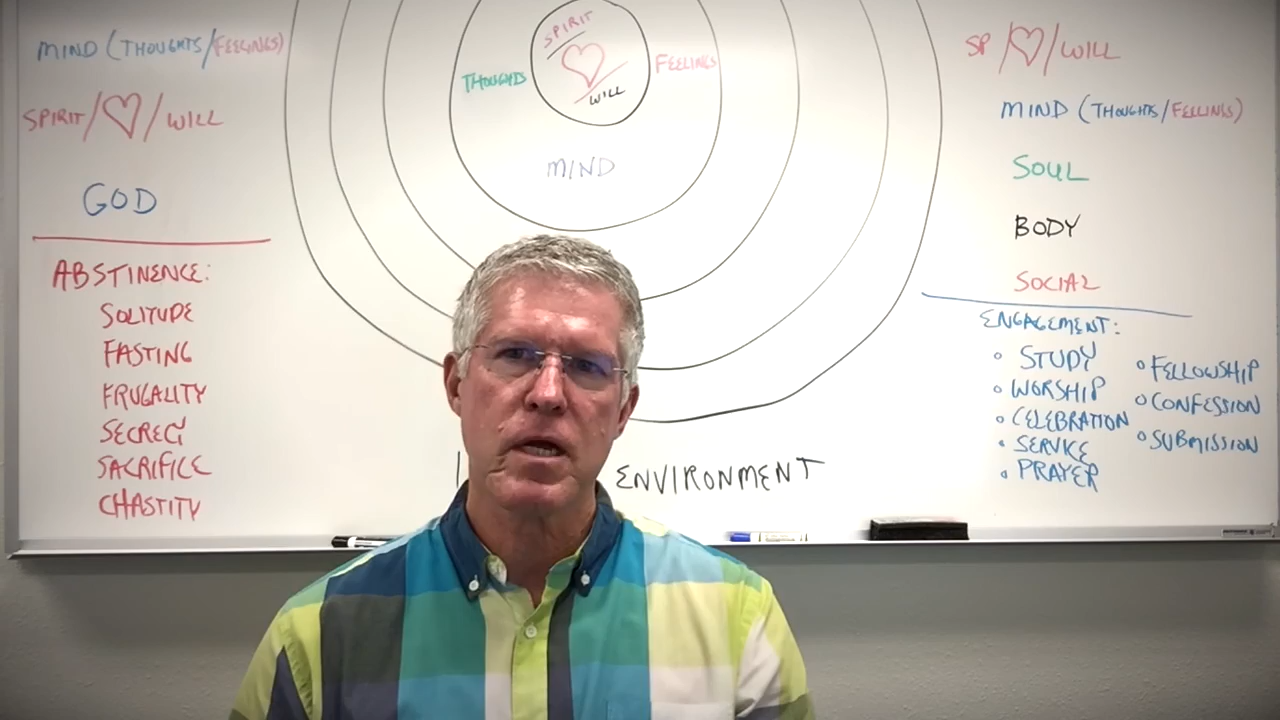 MIND (THOUGHTS/FEELINGS)
SPIRIT/♡/WILL
GOD
ABSTINENCE:
SOLITUDE
FASTING
FRUGALITY
SECRECY
SACRIFICE
CHASTITY
SPIRIT
THOUGHTS
FEELINGS
WILL
MIND
ENVIRONMENT
SP/♡/WILL
MIND (THOUGHTS/FEELINGS)
SOUL
BODY
SOCIAL
ENGAGEMENT:
• STUDY
• WORSHIP
• CELEBRATION
• SERVICE
• PRAYER
• FELLOWSHIP
• CONFESSION
• SUBMISSION